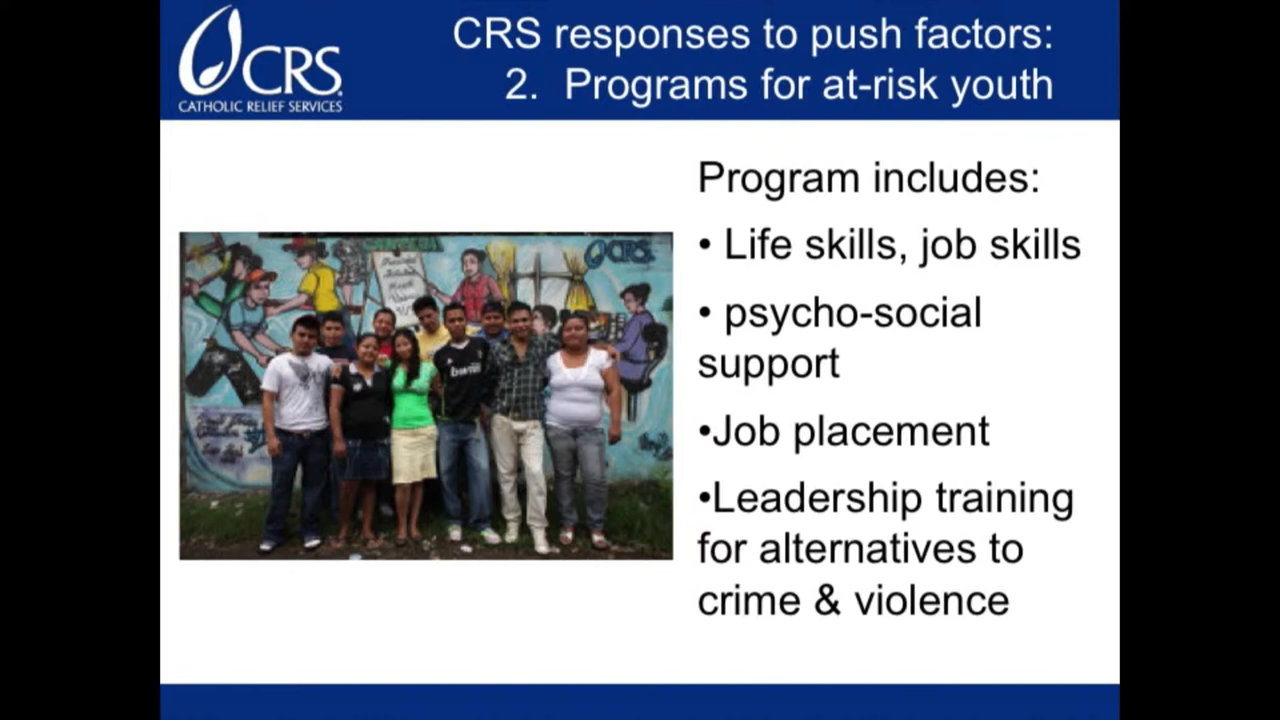 CRS
CATHOLIC RELIEF SERVICES
CRS responses to push factors:
2. Programs for at-risk youth
Program includes:
• Life skills, job skills
• psycho-social
support
•Job placement
•Leadership training
for alternatives to
crime & violence
CRS
bwin